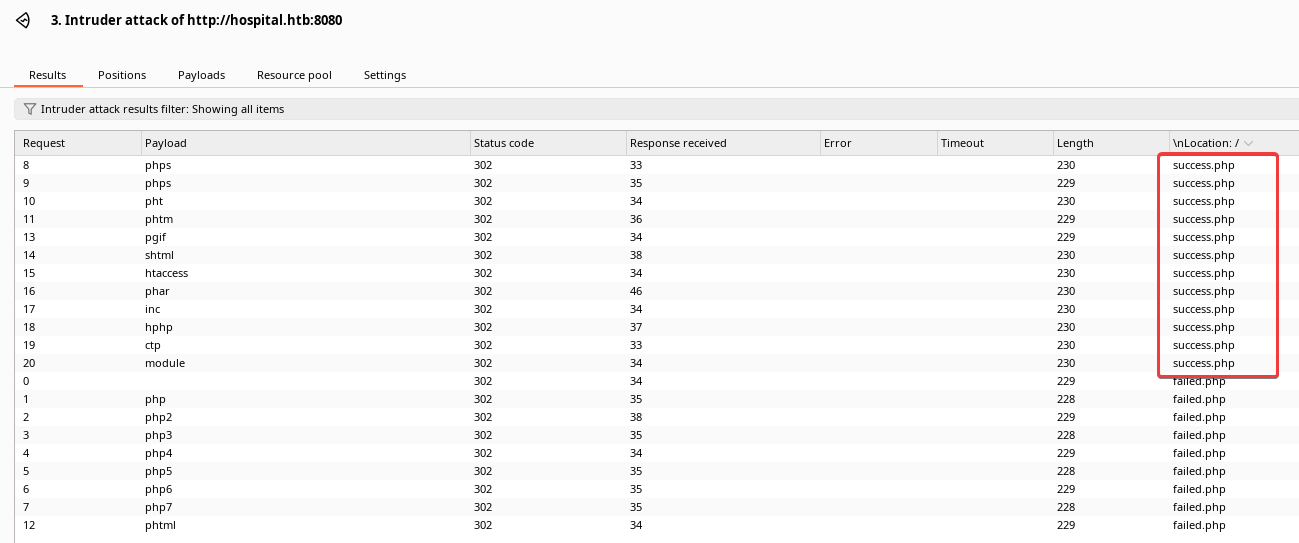 3. Intruder attack of http://hospital.htb:8080
Results Positions Payloads Resource pool Settings
Intruder attack results filter: Showing all items
Request Payload Status code Response received Error Timeout Length \nLocation: /
8 phps 302 33 230 success.php
9 phps 302 35 229 success.php
10 pht 302 34 230 success.php
11 phtm 302 36 229 success.php
13 pgif 302 34 229 success.php
14 shtml 302 38 230 success.php
15 htaccess 302 34 230 success.php
16 phar 302 46 230 success.php
17 inc 302 34 230 success.php
18 hphp 302 37 230 success.php
19 ctp 302 33 230 success.php
20 module 302 34 230 success.php
0 302 34 229 failed.php
1 php 302 35 228 failed.php
2 php2 302 38 229 failed.php
3 php3 302 35 228 failed.php
4 php4 302 34 229 failed.php
5 php5 302 35 228 failed.php
6 php6 302 35 229 failed.php
7 php7 302 35 228 failed.php
12 phtml 302 34 229 failed.php